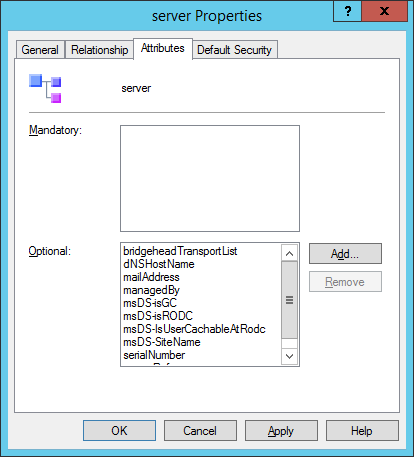 server Properties
?
General Relationship Attributes Default Security
server
Mandatory:
Optional:
bridgeheadTransportList
dNSHostName
mailAddress
managedBy
msDS-isGC
msDS-isRODC
msDS-IsUserCachableAtRodc
msDS-SiteName
serialNumber
Add...
Remove
OK Cancel Apply Help